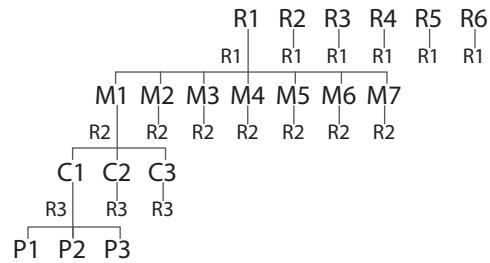 R1 R2 R3 R4 R5 R6
R1 R1 R1 R1 R1 R1
M1 M2 M3 M4 M5 M6 M7
R2 R2 R2 R2 R2 R2 R2
C1 C2 C3
R3 R3 R3
P1 P2 P3